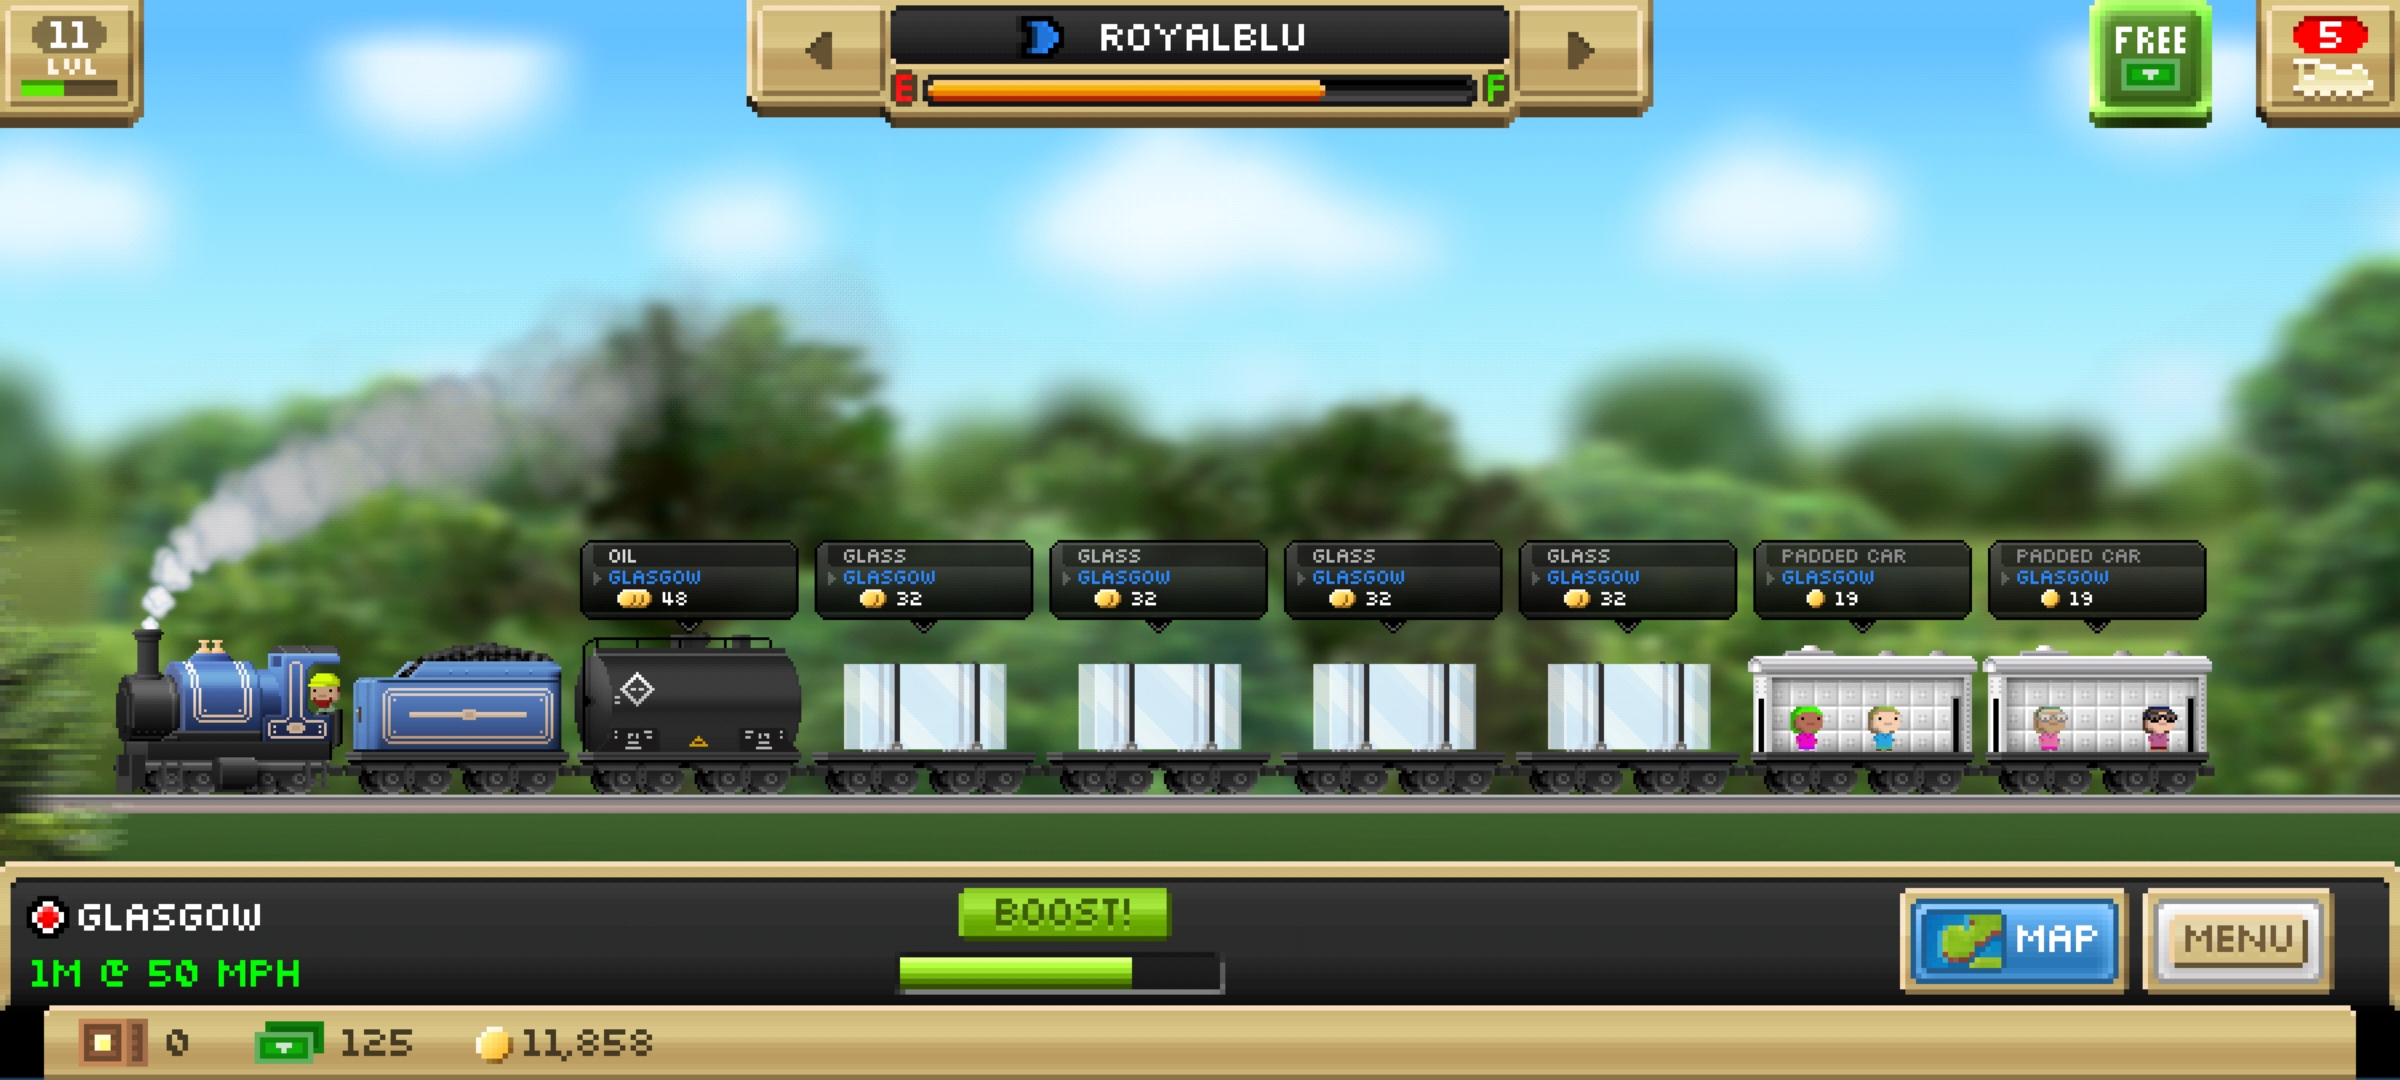 11
LVL
ROYALBLU
E F
FREE
5
OIL
GLASGOW
48
GLASS
GLASGOW
32
GLASS
GLASGOW
32
GLASS
GLASGOW
32
GLASS
GLASGOW
32
PADDED CAR
GLASGOW
19
PADDED CAR
GLASGOW
19
GLASGOW
1M @ 50 MPH
BOOST!
MAP
MENU
0
125
11,858